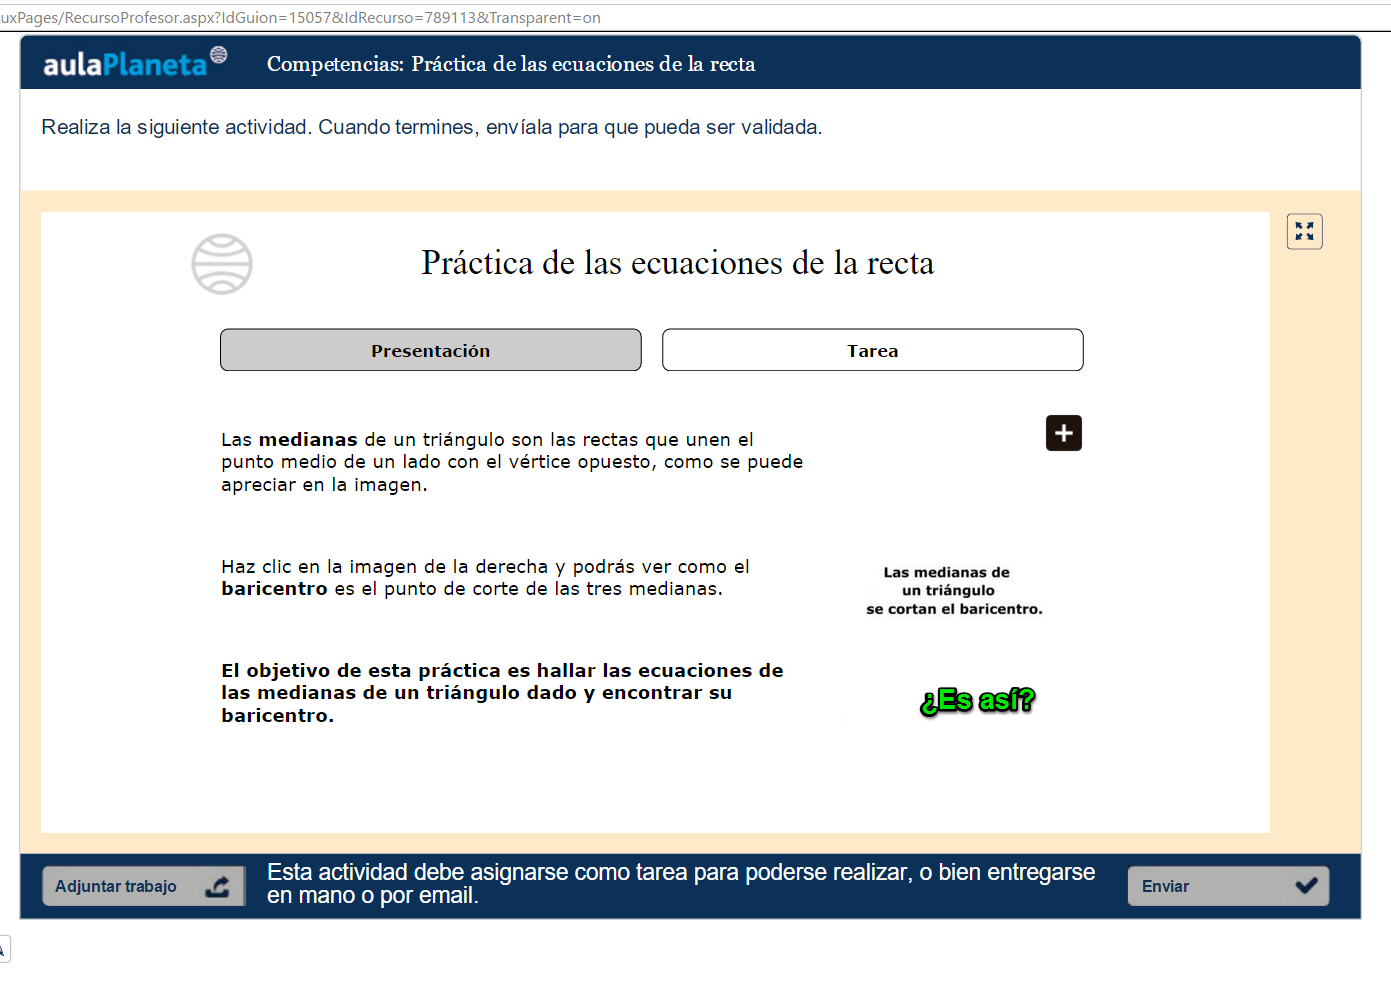 uxPages/RecursoProfesor.aspx?IdGuion=15057&IdRecurso=789113&Transparent=on
aulaPlaneta
Competencias: Práctica de las ecuaciones de la recta
Realiza la siguiente actividad. Cuando termines, envíala para que pueda ser validada.
Práctica de las ecuaciones de la recta
Presentación
Tarea
Las medianas de un triángulo son las rectas que unen el
punto medio de un lado con el vértice opuesto, como se puede
apreciar en la imagen.
Haz clic en la imagen de la derecha y podrás ver como el
baricentro es el punto de corte de las tres medianas.
Las medianas de
un triángulo
se cortan el baricentro.
El objetivo de esta práctica es hallar las ecuaciones de
las medianas de un triángulo dado y encontrar su
baricentro.
¿Es así?
Adjuntar trabajo
Esta actividad debe asignarse como tarea para poderse realizar, o bien entregarse
en mano o por email.
Enviar